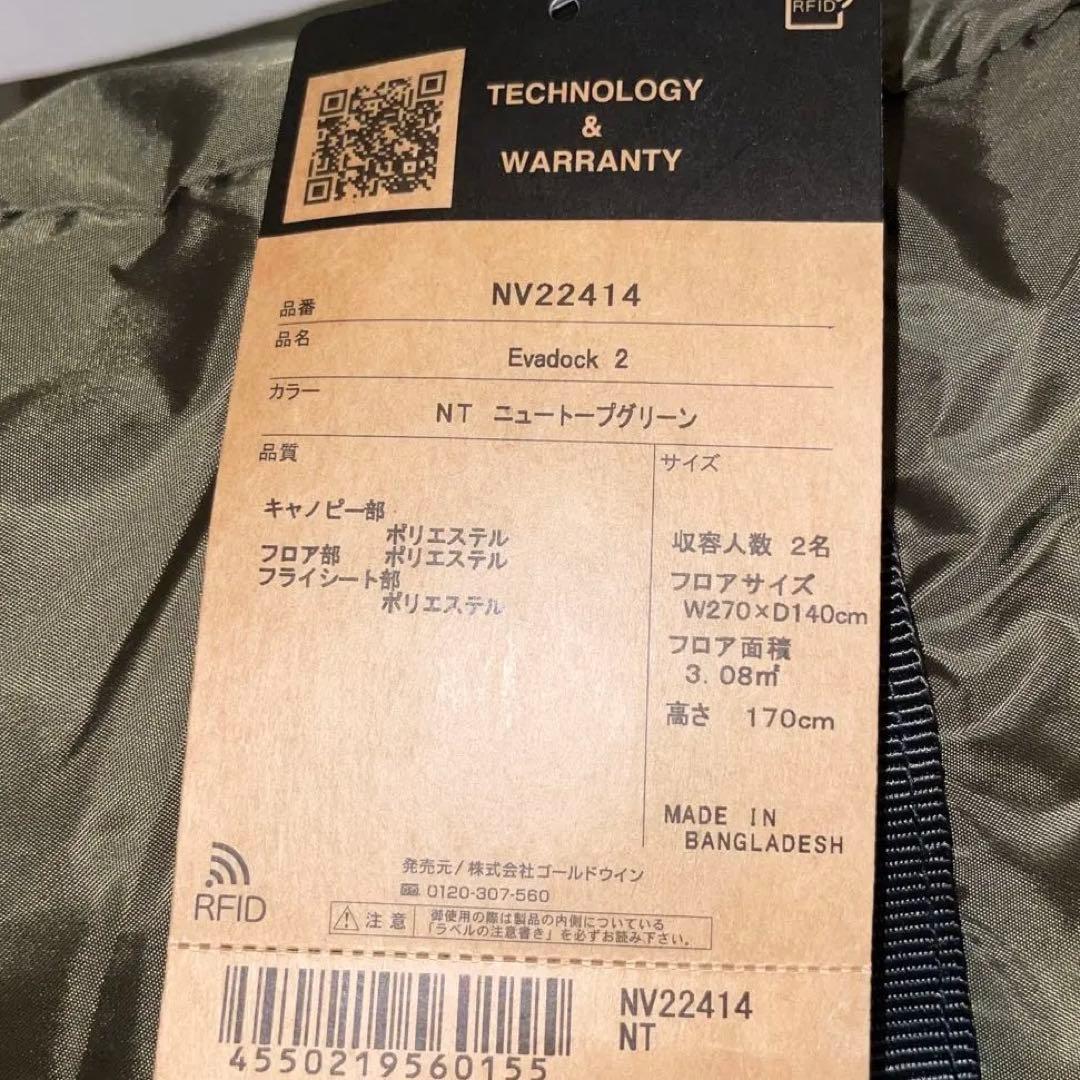 RFID
TECHNOLOGY
&
WARRANTY
品番 NV22414
品名
Evadock 2
カラー
NT ニュートープグリーン
品質
キャノピー部
ポリエステル
フロア部 ポリエステル
フライシート部
ポリエステル
サイズ
収容人数 2名
フロアサイズ
W270×D140cm
フロア面積
3.08㎡
高さ 170cm
MADE IN
BANGLADESH
RFID
発売元/株式会社ゴールドウイン
0120-307-560
注意
御使用の際は製品の内側についている
「ラベルの注意書き」を必ずお読み下さい。
4550219560155
NV22414
NT